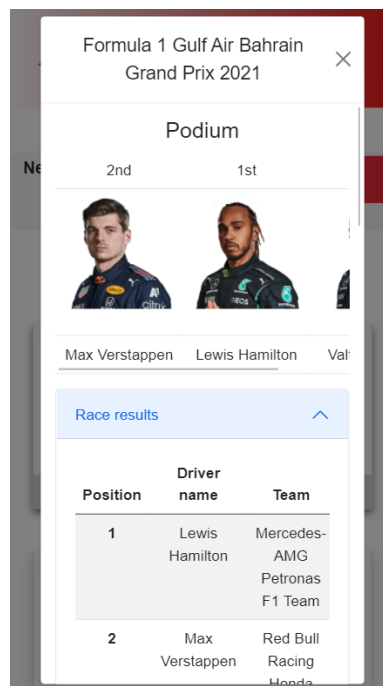 Formula 1 Gulf Air Bahrain
Grand Prix 2021
Podium
2nd 1st
Max Verstappen Lewis Hamilton
Race results
Driver
Position name Team
1 Lewis Mercedes-
Hamilton AMG
Petronas
F1 Team
2 Max Red Bull
Verstappen Racing
Honda